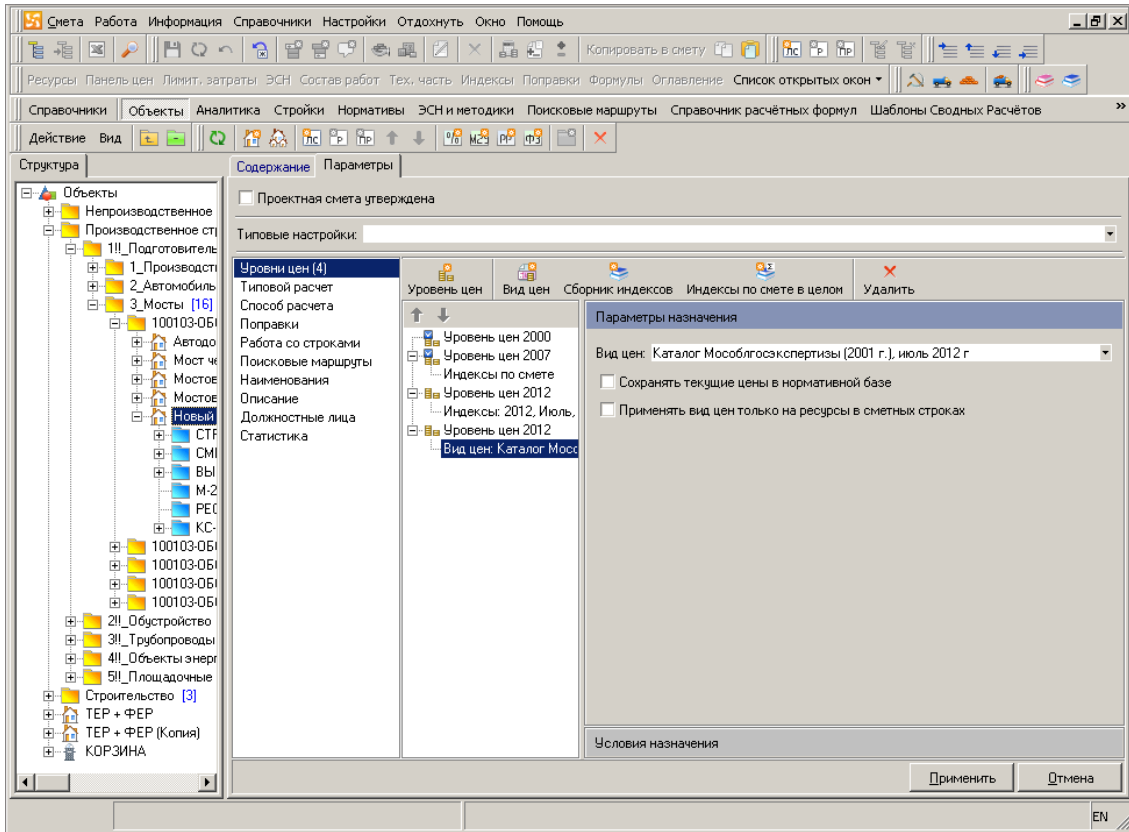 Смета Работа Информация Справочники Настройки Отдохнуть Окно Помощь
Копировать в смету
Ресурсы Панель цен Лимит. затраты ЭСН Состав работ Тех. часть Индексы Поправки Формулы Оглавление Список открытых окон
Справочники Объекты Аналитика Стройки Нормативы ЭСН и методики Поисковые маршруты Справочник расчётных формул Шаблоны Сводных Расчётов »
Действие Вид
Структура
Содержание Параметры
Объекты
Непроизводственное
Производственное стр
1!!_Подготовитель
1_Производст
2_Автомобиль
3_Мосты [16]
100103-ОБ
Автодо
Мост че
Мостов
Мостов
Новый
СТР
СМ
ВЫ
М-2
РЕС
КС-
100103-ОБ
100103-ОБ
100103-ОБ
100103-ОБ
2!!_Обустройство
3!!_Трубопроводы
4!!_Объекты энерг
5!!_Площадочные
Строительство [3]
ТЕР + ФЕР
ТЕР + ФЕР (Копия)
КОРЗИНА
Проектная смета утверждена
Типовые настройки:
Уровни цен (4)
Типовой расчет
Способ расчета
Поправки
Работа со строками
Поисковые маршруты
Наименования
Описание
Должностные лица
Статистика
Уровень цен Вид цен Сборник индексов Индексы по смете в целом Удалить
Уровень цен 2000
Уровень цен 2007
Индексы по смете
Уровень цен 2012
Индексы: 2012, Июль,
Уровень цен 2012
Вид цен: Каталог Мосо
Параметры назначения
Вид цен: Каталог Мособлгосэкспертизы (2001 г.), июль 2012 г
Сохранять текущие цены в нормативной базе
Применять вид цен только на ресурсы в сметных строках
Условия назначения
Применить Отмена
EN